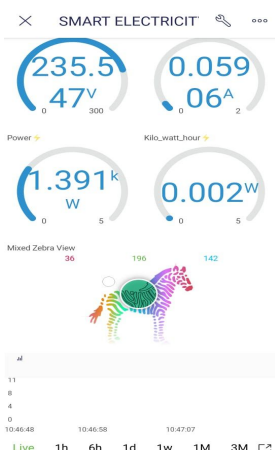 SMART ELECTRICIT
235.5
47V
0 300
0.059
06A
0 2
Power⚡ Kilo_watt_hour⚡
1.391k
W
0 5
0.002W
0 5
Mixed Zebra View
36 196 142
11
8
4
0
10:46:48 10:46:58 10:47:07
Live 1h 6h 1d 1w 1M 3M